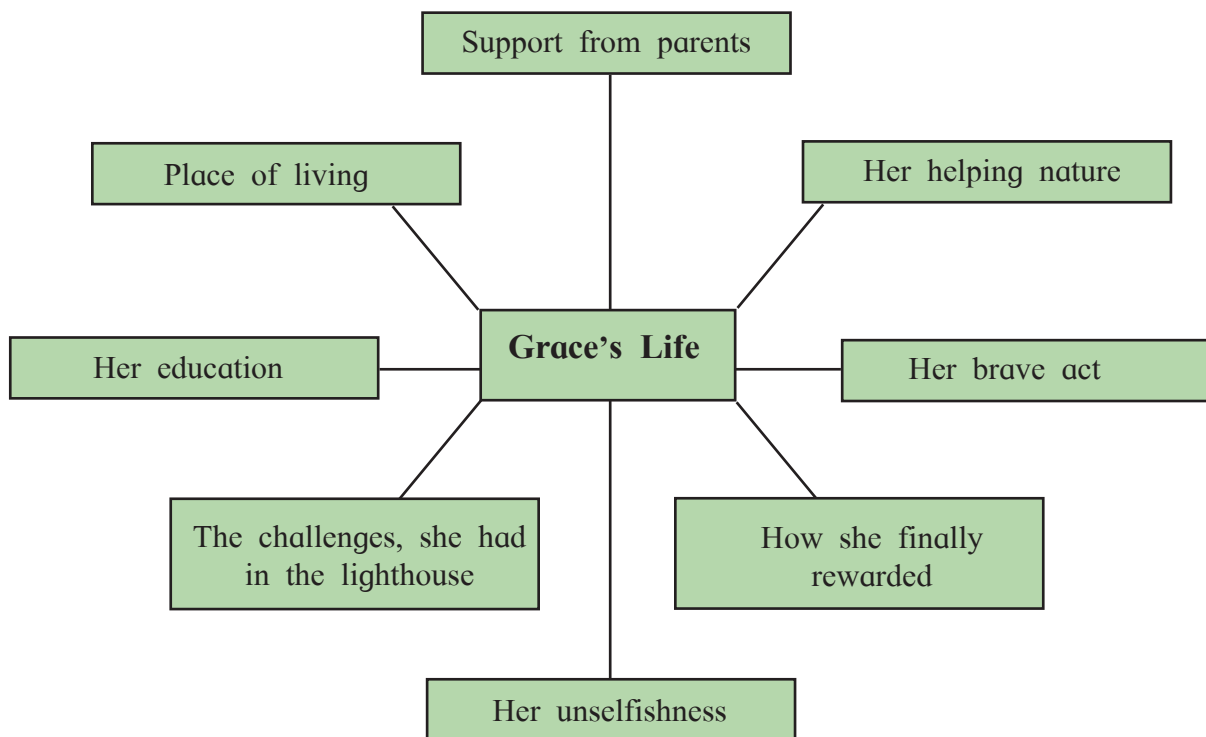 Support from parents
Place of living
Her helping nature
Grace's Life
Her education
Her brave act
The challenges, she had
in the lighthouse
How she finally
rewarded
Her unselfishness